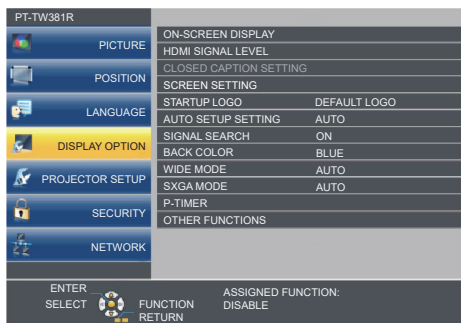 PT-TW381R
PICTURE
POSITION
LANGUAGE
DISPLAY OPTION
PROJECTOR SETUP
SECURITY
NETWORK
ON-SCREEN DISPLAY
HDMI SIGNAL LEVEL
CLOSED CAPTION SETTING
SCREEN SETTING
STARTUP LOGO DEFAULT LOGO
AUTO SETUP SETTING AUTO
SIGNAL SEARCH ON
BACK COLOR BLUE
WIDE MODE AUTO
SXGA MODE AUTO
P-TIMER
OTHER FUNCTIONS
ENTER
SELECT
FUNCTION
RETURN
ASSIGNED FUNCTION:
DISABLE